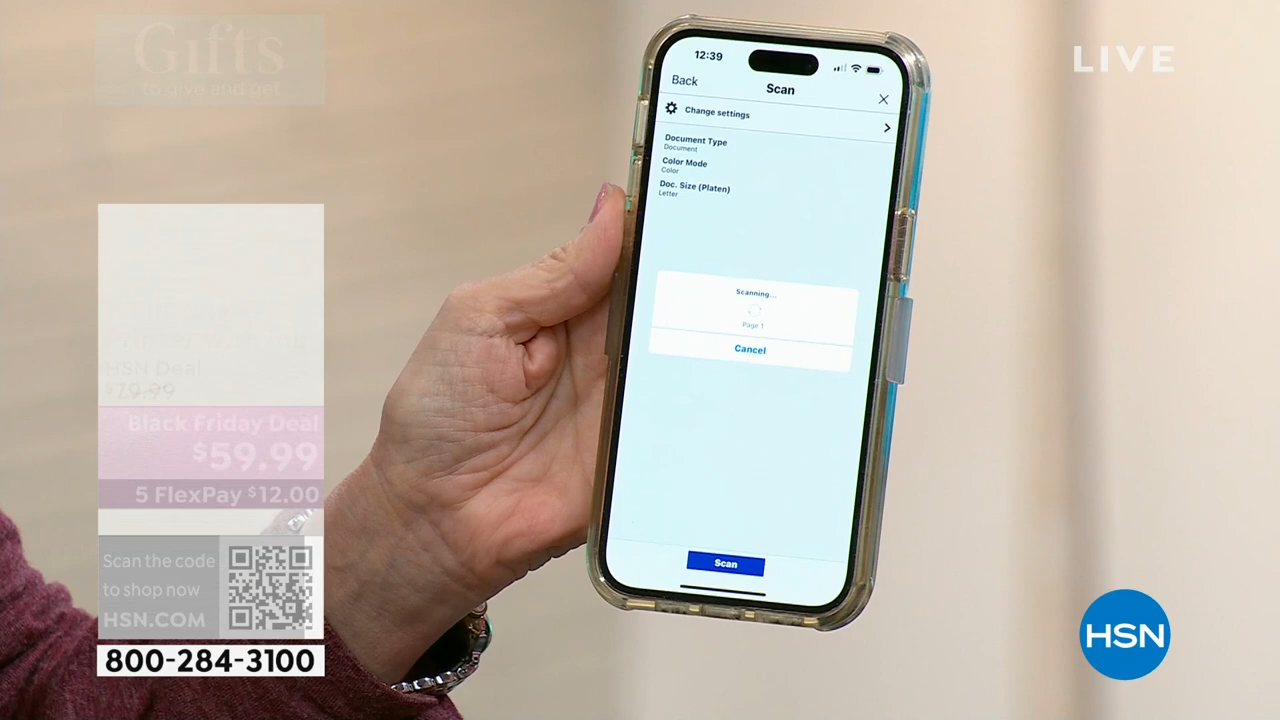 Gifts
to give and get
LIVE
12:39
Back
Scan
Change settings
Document Type
Document
Color Mode
Color
Doc. Size (Platen)
Letter
Scanning...
Page 1
Cancel
Scan
HSN Deal
$79.99
Black Friday Deal
$59.99
5 FlexPay $12.00
Scan the code
to shop now
HSN.COM
800-284-3100
HSN